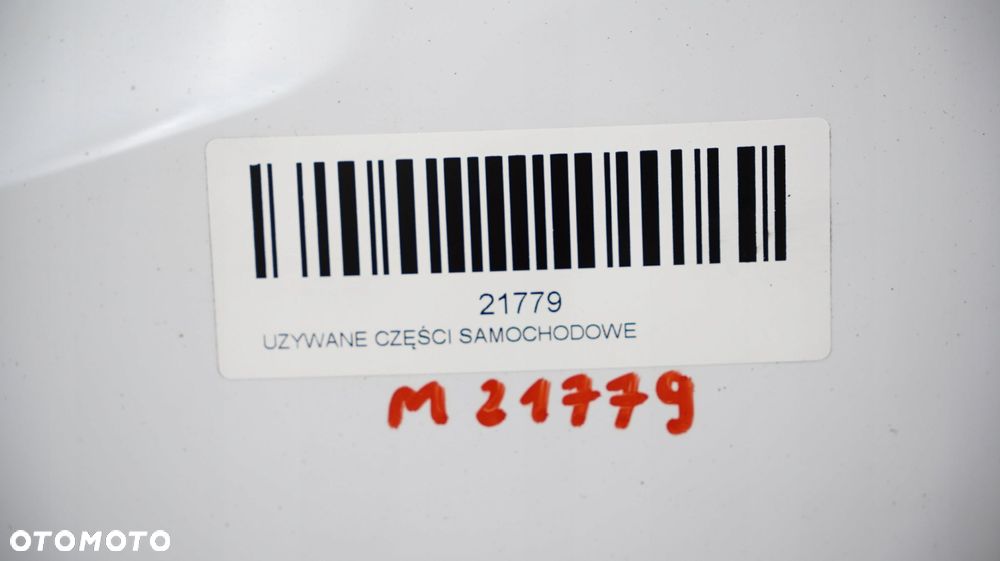 21779
UZYWANE CZĘŚCI SAMOCHODOWE
M 21779
OTOMOTO